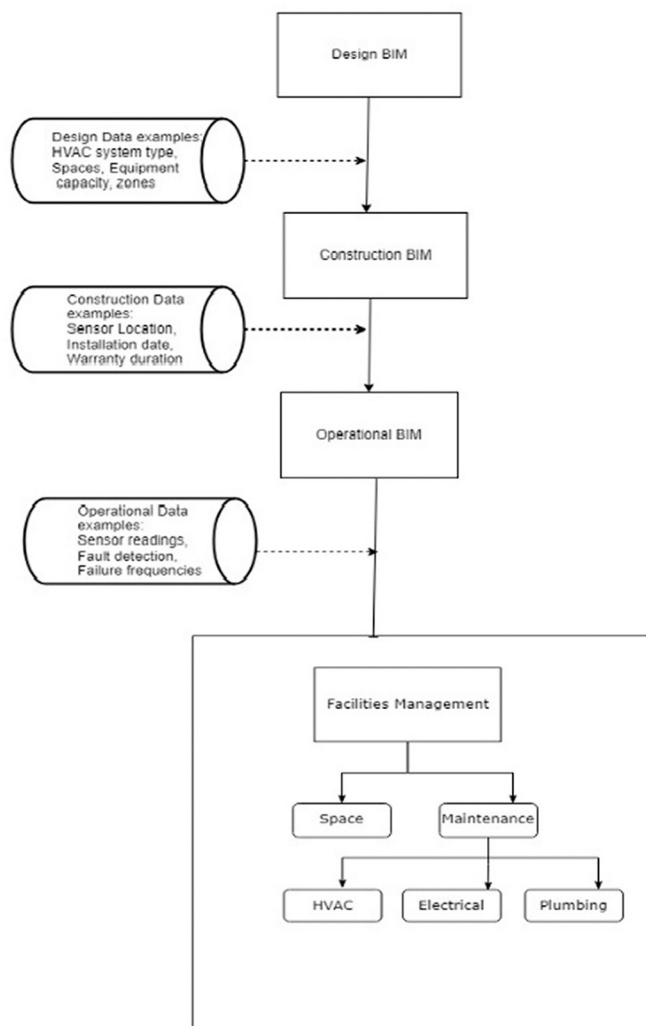 Design BIM
Design Data examples:
HVAC system type,
Spaces, Equipment
capacity, zones
Construction BIM
Construction Data
examples:
Sensor Location,
Installation date,
Warranty duration
Operational BIM
Operational Data
examples:
Sensor readings,
Fault detection,
Failure frequencies
Facilities Management
Space
Maintenance
HVAC
Electrical
Plumbing